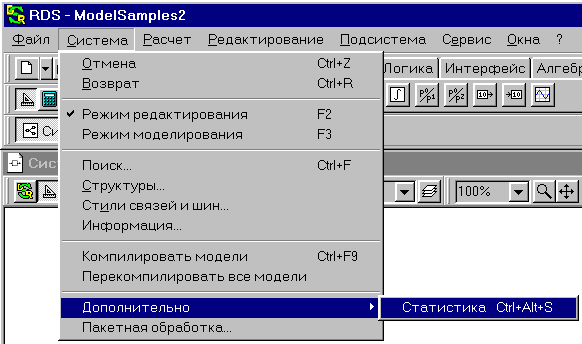 RDS - ModelSamples2
Файл Система Расчет Редактирование Подсистема Сервис Окна ?
Отмена Ctrl+Z
Возврат Ctrl+R
Логика Интерфейс Алгеб
Режим редактирования F2
Режим моделирования F3
Си
Поиск... Ctrl+F
Сис
Структуры...
Стили связей и шин...
100%
Информация...
Компилировать модели Ctrl+F9
Перекомпилировать все модели
Дополнительно Статистика Ctrl+Alt+S
Пакетная обработка...